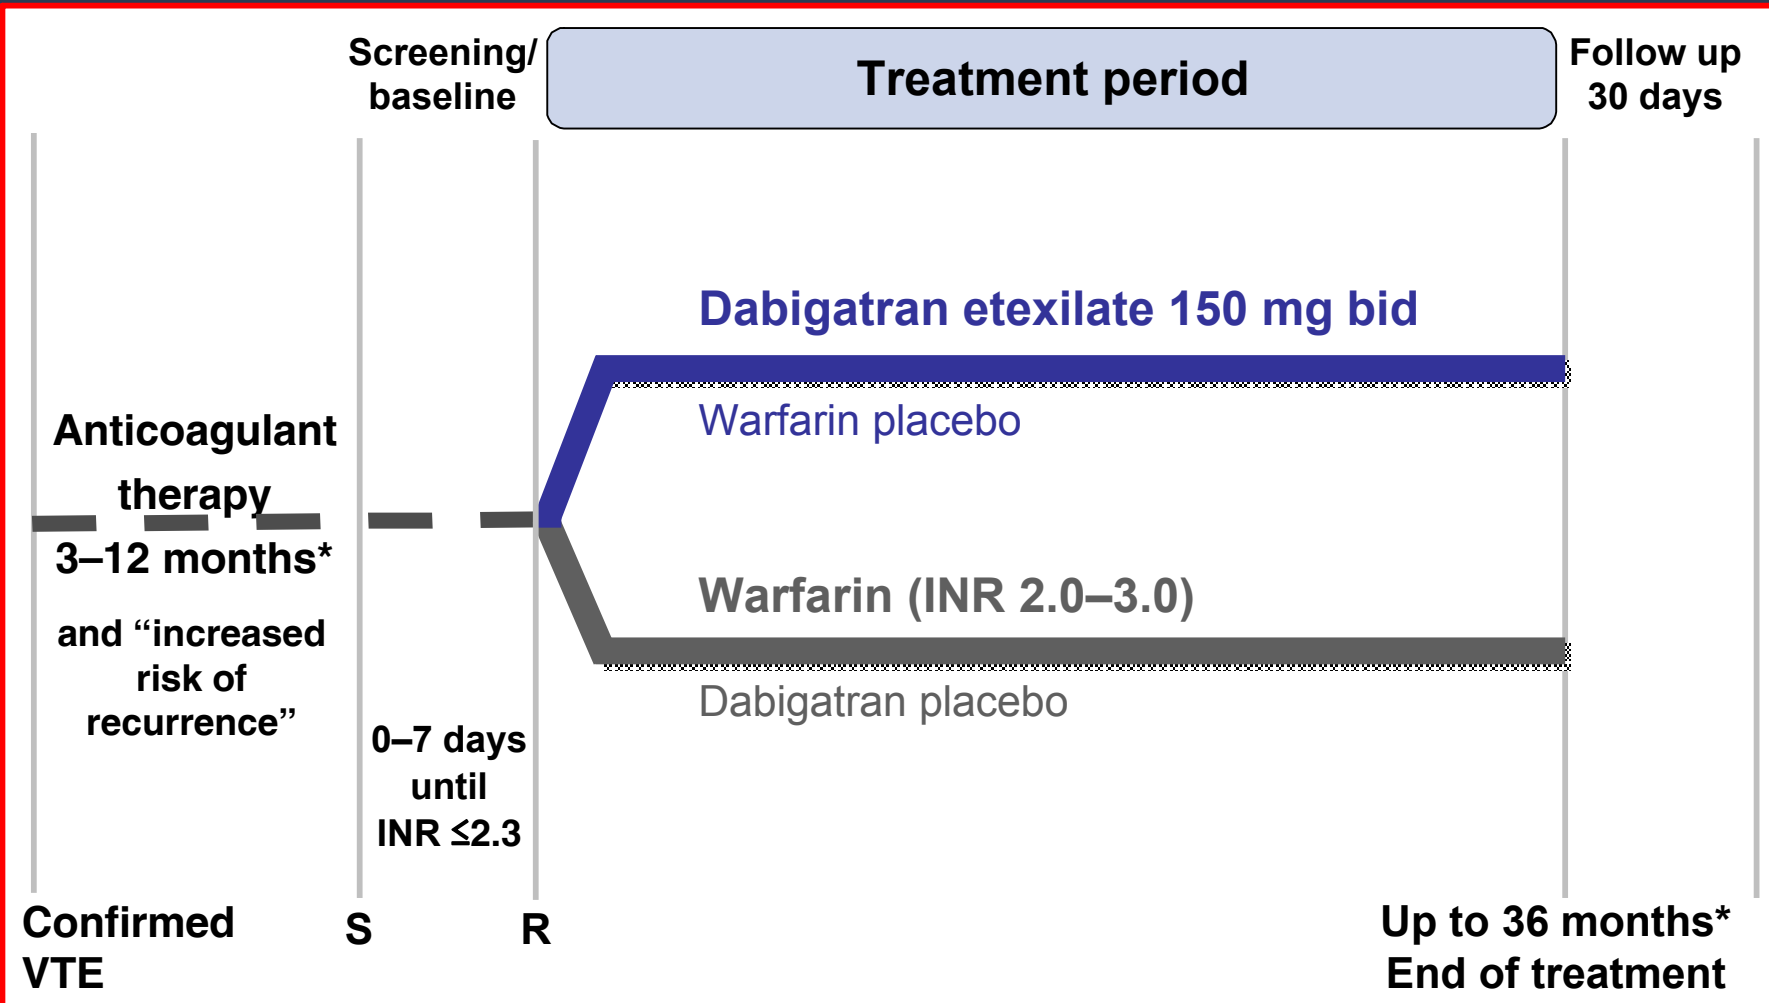 Screening/
baseline
Treatment period
Follow up
30 days
Dabigatran etexilate 150 mg bid
Warfarin placebo
Anticoagulant
therapy
3–12 months*
and “increased
risk of
recurrence”
Warfarin (INR 2.0–3.0)
Dabigatran placebo
0–7 days
until
INR ≤2.3
Confirmed
VTE
S
R
Up to 36 months*
End of treatment